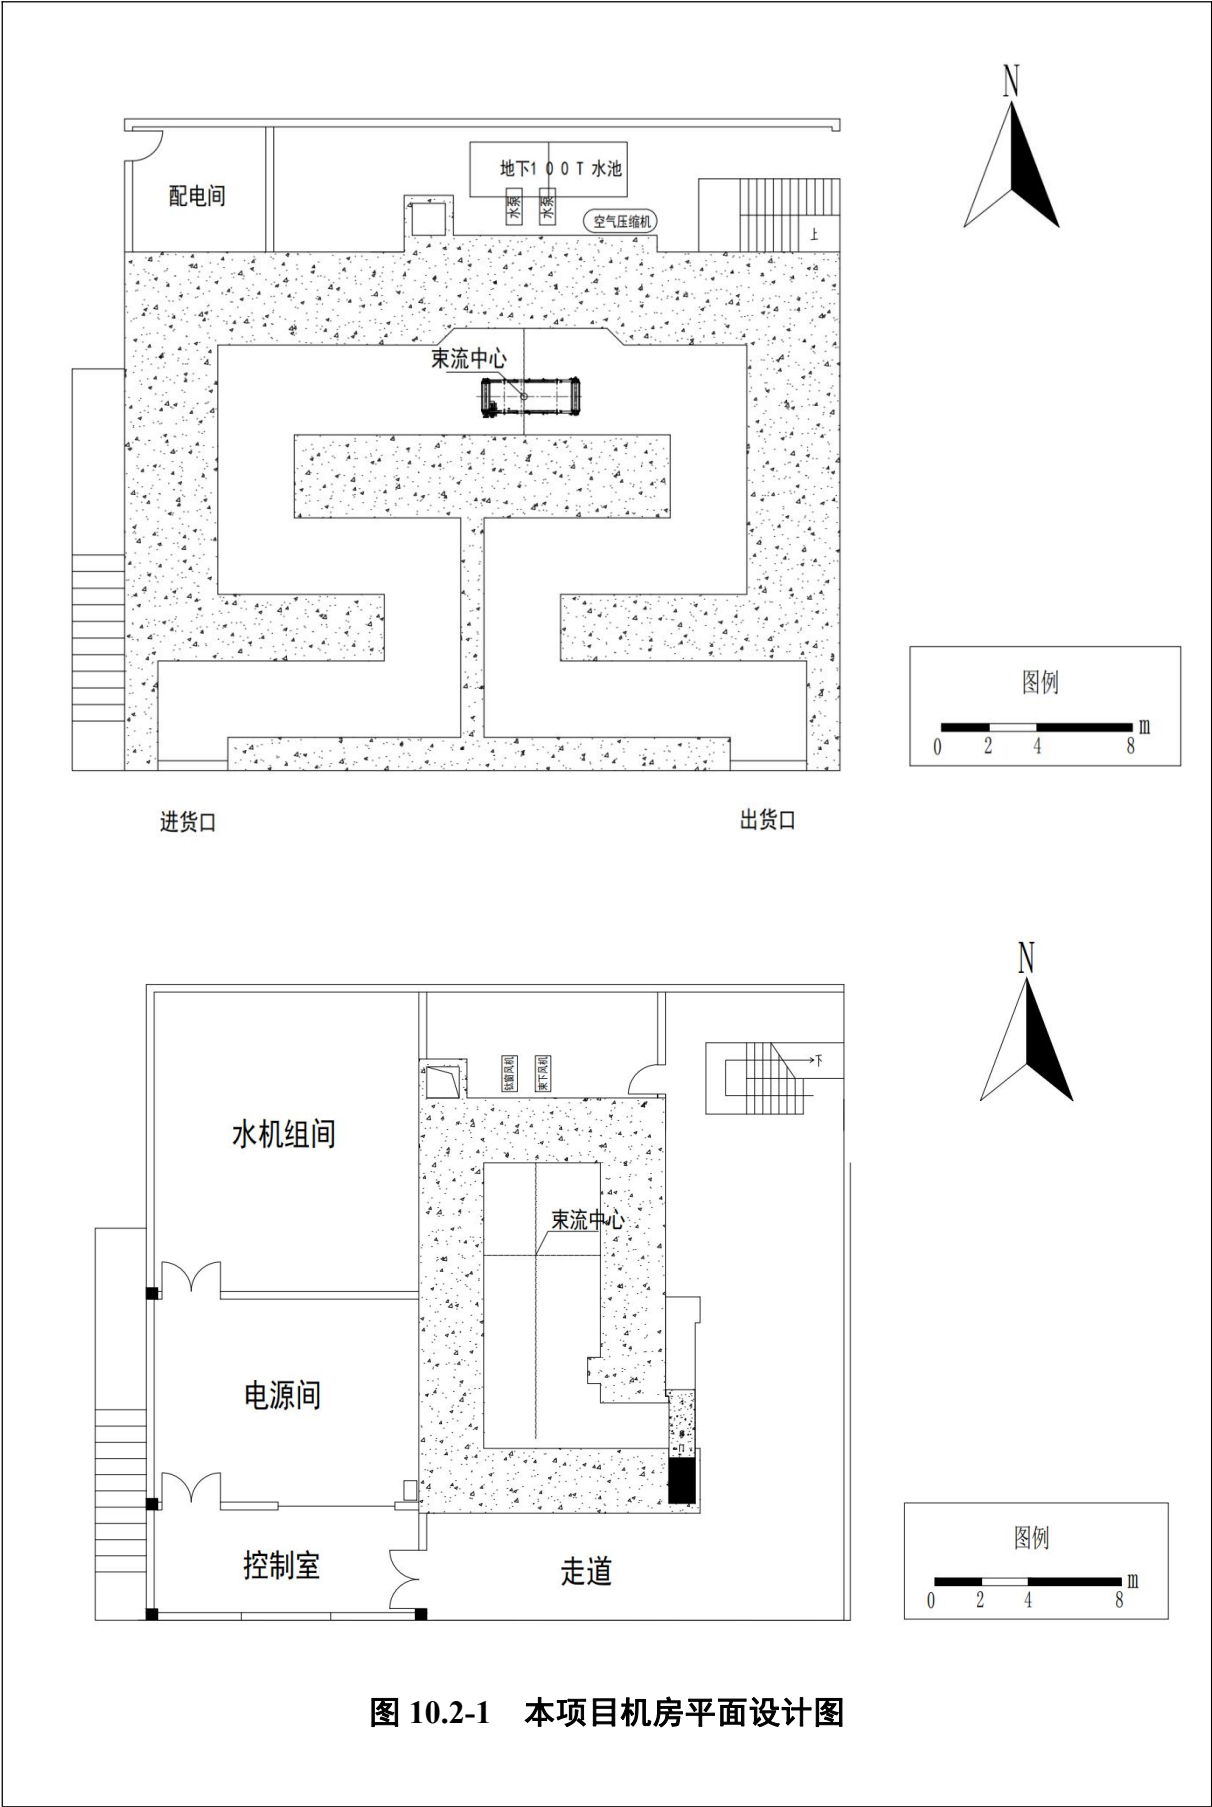 N
地下100T水池
配电间
水泵
水泵
空气压缩机
上
束流中心
图例
m
0 2 4 8
进货口
出货口
N
钛窗风机
束下风机
下
水机组间
束流中心
电源间
门
控制室
走道
图例
m
0 2 4 8
图 10.2-1 本项目机房平面设计图